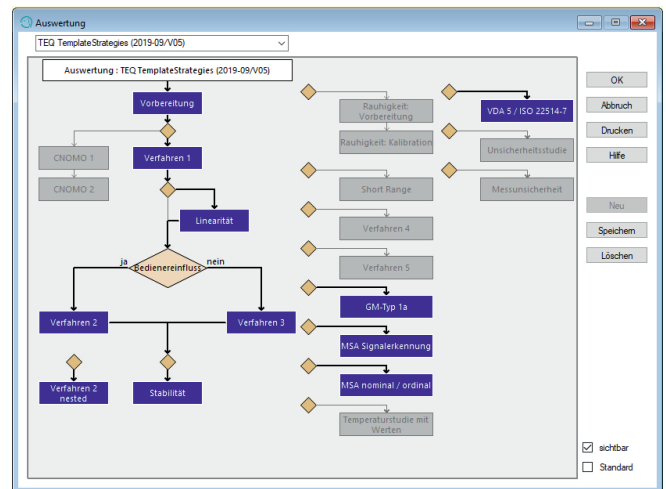 Auswertung
TEQ TemplateStrategies (2019-09/V05)
Auswertung : TEQ TemplateStrategies (2019-09/V05)
Vorbereitung
CNOMO 1
Verfahren 1
CNOMO 2
Linearität
ja
Bedienereinfluss
nein
Verfahren 2
Verfahren 3
Verfahren 2
nested
Stabilität
Rauhigkeit:
Vorbereitung
Rauhigkeit: Kalibration
Short Range
Verfahren 4
Verfahren 5
GM-Typ 1a
MSA Signalerkennung
MSA nominal / ordinal
Temperaturstudie mit
Werten
VDA 5 / ISO 22514-7
Unsicherheitsstudie
Messunsicherheit
OK
Abbruch
Drucken
Hilfe
Neu
Speichern
Löschen
sichtbar
Standard